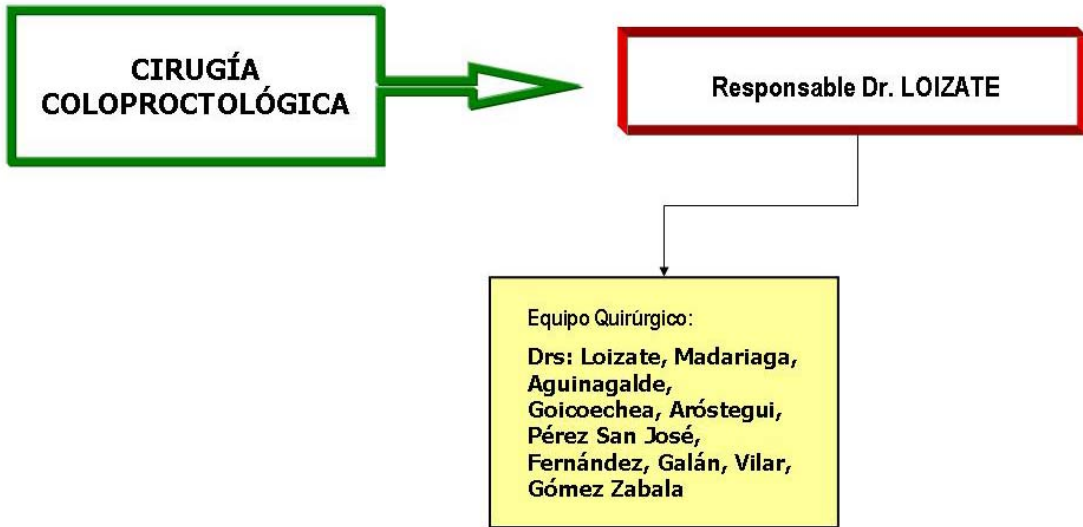 CIRUGÍA
COLOPROCTOLÓGICA
Responsable Dr. LOIZATE
Equipo Quirúrgico:
Drs: Loizate, Madariaga,
Aguinagalde,
Goicoechea, Aróstegui,
Pérez San José,
Fernández, Galán, Vilar,
Gómez Zabala